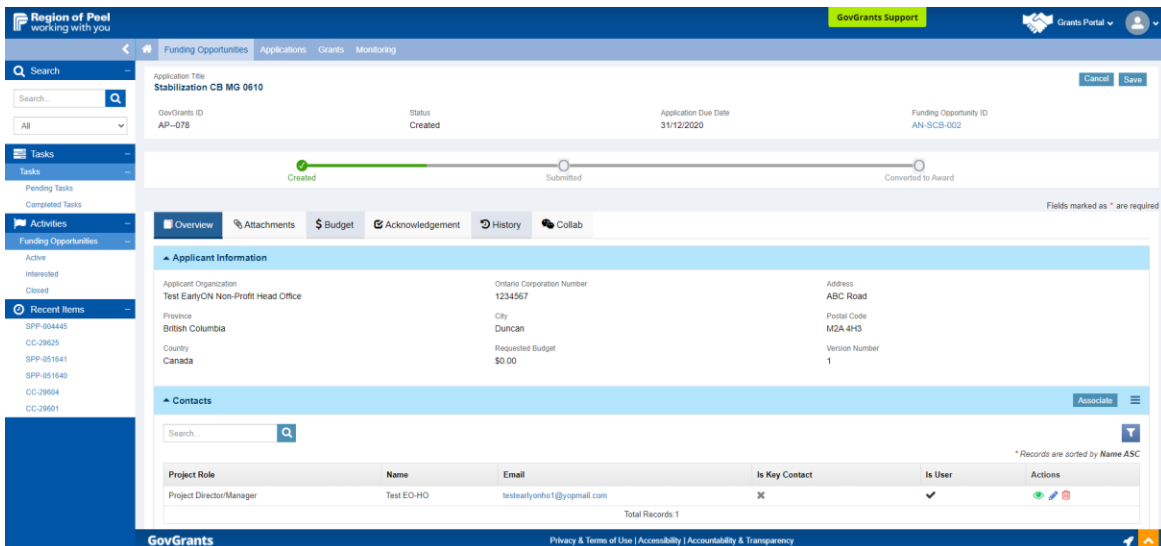 Region of Peel
working with you
GovGrants Support
Grants Portal
Funding Opportunities Applications Grants Monitoring
Search
Search...
All
Tasks
Tasks
Pending Tasks
Completed Tasks
Activities
Funding Opportunities
Active
Interested
Closed
Recent Items
SPP-004445
CC-29625
SPP-051641
SPP-051640
CC-29604
CC-29601
Application Title
Stabilization CB MG 0610
Cancel Save
GovGrants ID Status Application Due Date Funding Opportunity ID
AP--078 Created 31/12/2020 AN-SCB-002
Created Submitted Converted to Award
Fields marked as * are required
Overview Attachments Budget Acknowledgement History Collab
Applicant Information
Applicant Organization Ontario Corporation Number Address
Test EarlyON Non-Profit Head Office 1234567 ABC Road
Province City Postal Code
British Columbia Duncan M2A 4H3
Country Requested Budget Version Number
Canada $0.00 1
Contacts
Associate
Search...
* Records are sorted by Name ASC
Project Role Name Email Is Key Contact Is User Actions
Project Director/Manager Test EO-HO testearlyonho1@yopmail.com
Total Records:1
GovGrants
Privacy & Terms of Use | Accessibility | Accountability & Transparency